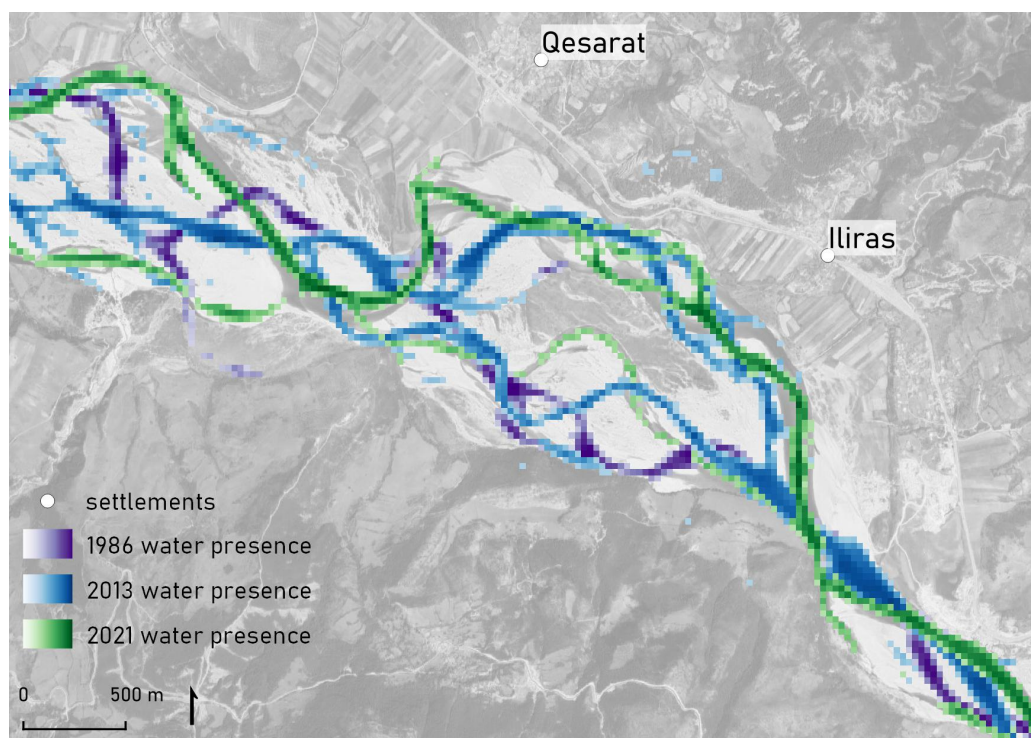 Qesarat
Iliras
settlements
1986 water presence
2013 water presence
2021 water presence
0 500 m